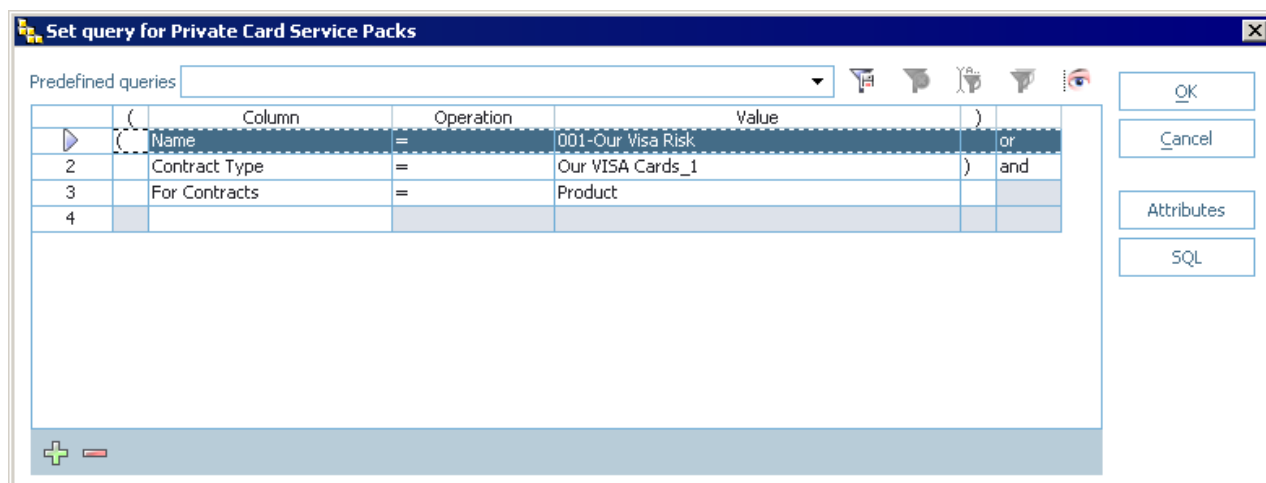 Set query for Private Card Service Packs
Predefined queries
OK
Cancel
Attributes
SQL
( Column Operation Value )
( Name = 001-Our Visa Risk or
2 Contract Type = Our VISA Cards_1 ) and
3 For Contracts = Product
4